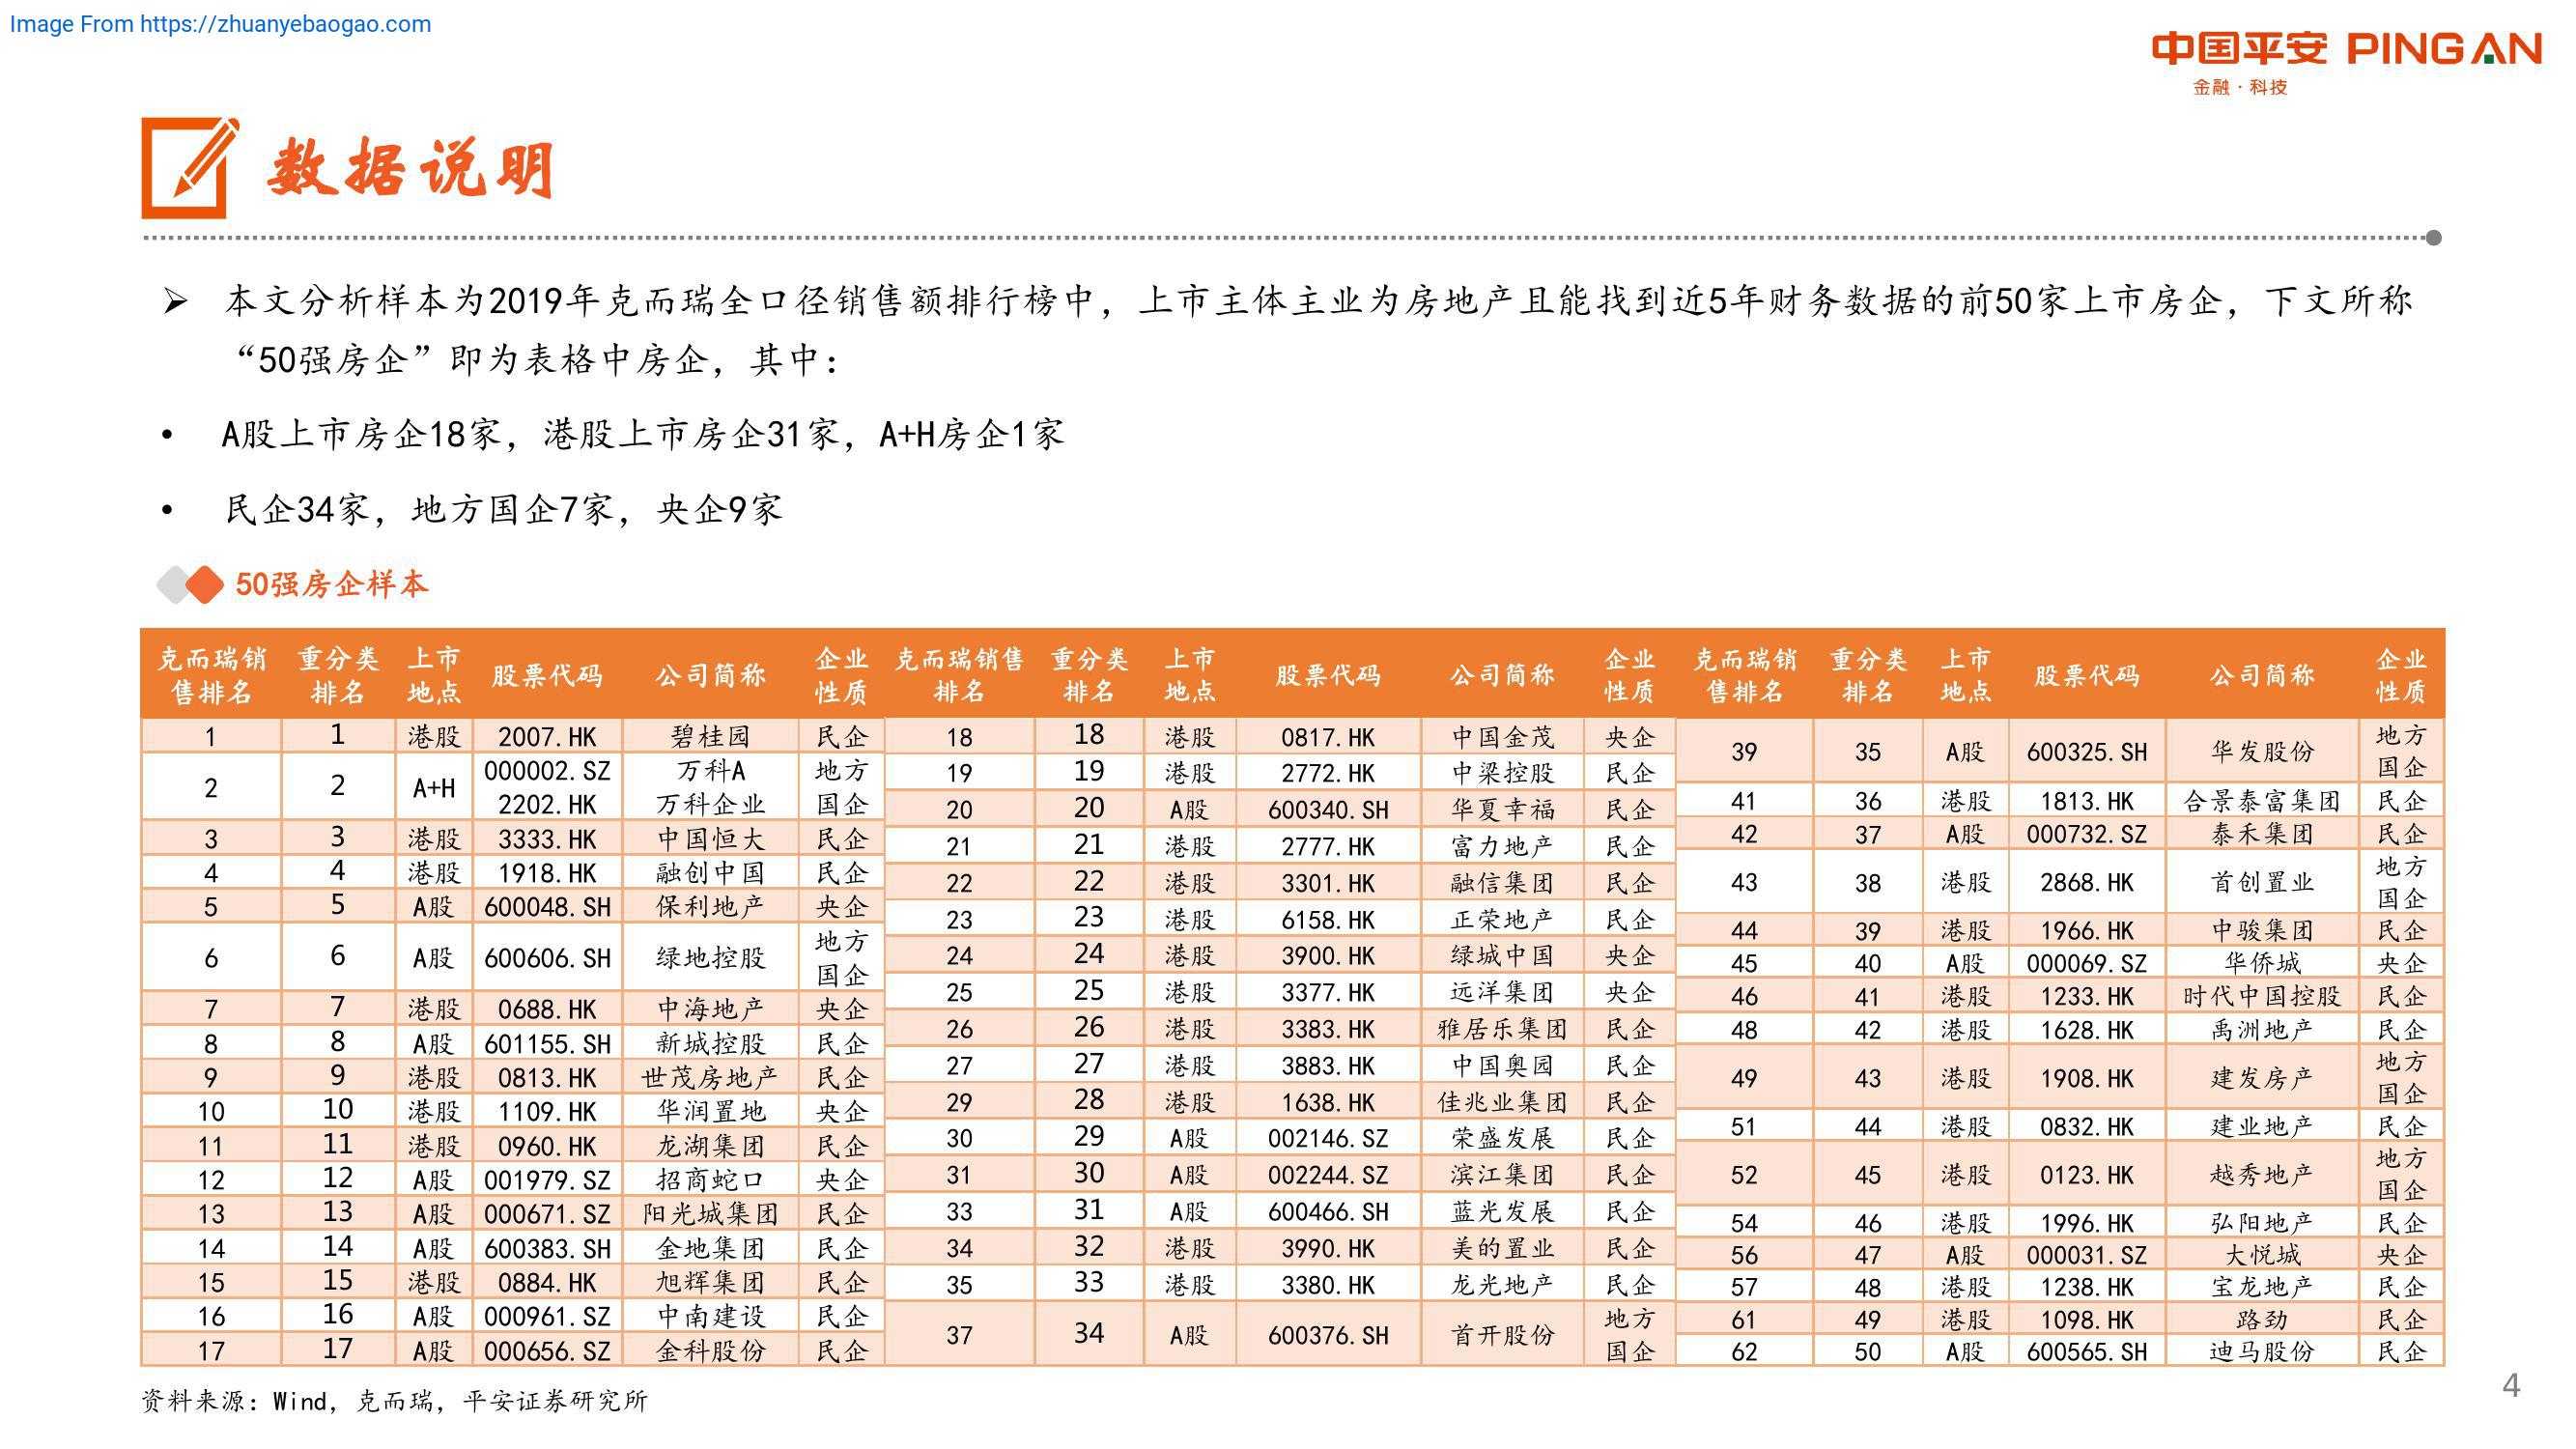 Image From https://zhuanyebaogao.com
中国平安 PINGAN
金融·科技
数据说明
➢ 本文分析样本为2019年克而瑞全口径销售额排行榜中，上市主体主业为房地产且能找到近5年财务数据的前50家上市房企，下文所称
“50强房企”即为表格中房企，其中：
• A股上市房企18家，港股上市房企31家，A+H房企1家
• 民企34家，地方国企7家，央企9家
50强房企样本
克而瑞销售排名 重分类排名 上市地点 股票代码 公司简称 企业性质 克而瑞销售排名 重分类排名 上市地点 股票代码 公司简称 企业性质 克而瑞销售排名 重分类排名 上市地点 股票代码 公司简称 企业性质
1 1 港股 2007.HK 碧桂园 民企
2 2 A+H 000002.SZ 2202.HK 万科A 万科企业 地方国企
3 3 港股 3333.HK 中国恒大 民企
4 4 港股 1918.HK 融创中国 民企
5 5 A股 600048.SH 保利地产 央企
6 6 A股 600606.SH 绿地控股 地方国企
7 7 港股 0688.HK 中海地产 央企
8 8 A股 601155.SH 新城控股 民企
9 9 港股 0813.HK 世茂房地产 民企
10 10 港股 1109.HK 华润置地 央企
11 11 港股 0960.HK 龙湖集团 民企
12 12 A股 001979.SZ 招商蛇口 央企
13 13 A股 000671.SZ 阳光城集团 民企
14 14 A股 600383.SH 金地集团 民企
15 15 港股 0884.HK 旭辉集团 民企
16 16 A股 000961.SZ 中南建设 民企
17 17 A股 000656.SZ 金科股份 民企
18 18 港股 0817.HK 中国金茂 央企
19 19 港股 2772.HK 中梁控股 民企
20 20 A股 600340.SH 华夏幸福 民企
21 21 港股 2777.HK 富力地产 民企
22 22 港股 3301.HK 融信集团 民企
23 23 港股 6158.HK 正荣地产 民企
24 24 港股 3900.HK 绿城中国 央企
25 25 港股 3377.HK 远洋集团 央企
26 26 港股 3383.HK 雅居乐集团 民企
27 27 港股 3883.HK 中国奥园 民企
29 28 港股 1638.HK 佳兆业集团 民企
30 29 A股 002146.SZ 荣盛发展 民企
31 30 A股 002244.SZ 滨江集团 民企
33 31 A股 600466.SH 蓝光发展 民企
34 32 港股 3990.HK 美的置业 民企
35 33 港股 3380.HK 龙光地产 民企
37 34 A股 600376.SH 首开股份 地方国企
39 35 A股 600325.SH 华发股份 地方国企
41 36 港股 1813.HK 合景泰富集团 民企
42 37 A股 000732.SZ 泰禾集团 民企
43 38 港股 2868.HK 首创置业 地方国企
44 39 港股 1966.HK 中骏集团 民企
45 40 A股 000069.SZ 华侨城 央企
46 41 港股 1233.HK 时代中国控股 民企
48 42 港股 1628.HK 禹洲地产 民企
49 43 港股 1908.HK 建发房产 地方国企
51 44 港股 0832.HK 建业地产 民企
52 45 港股 0123.HK 越秀地产 地方国企
54 46 港股 1996.HK 弘阳地产 民企
56 47 A股 000031.SZ 大悦城 央企
57 48 港股 1238.HK 宝龙地产 民企
61 49 港股 1098.HK 路劲 民企
62 50 A股 600565.SH 迪马股份 民企
资料来源：Wind，克而瑞，平安证券研究所
4